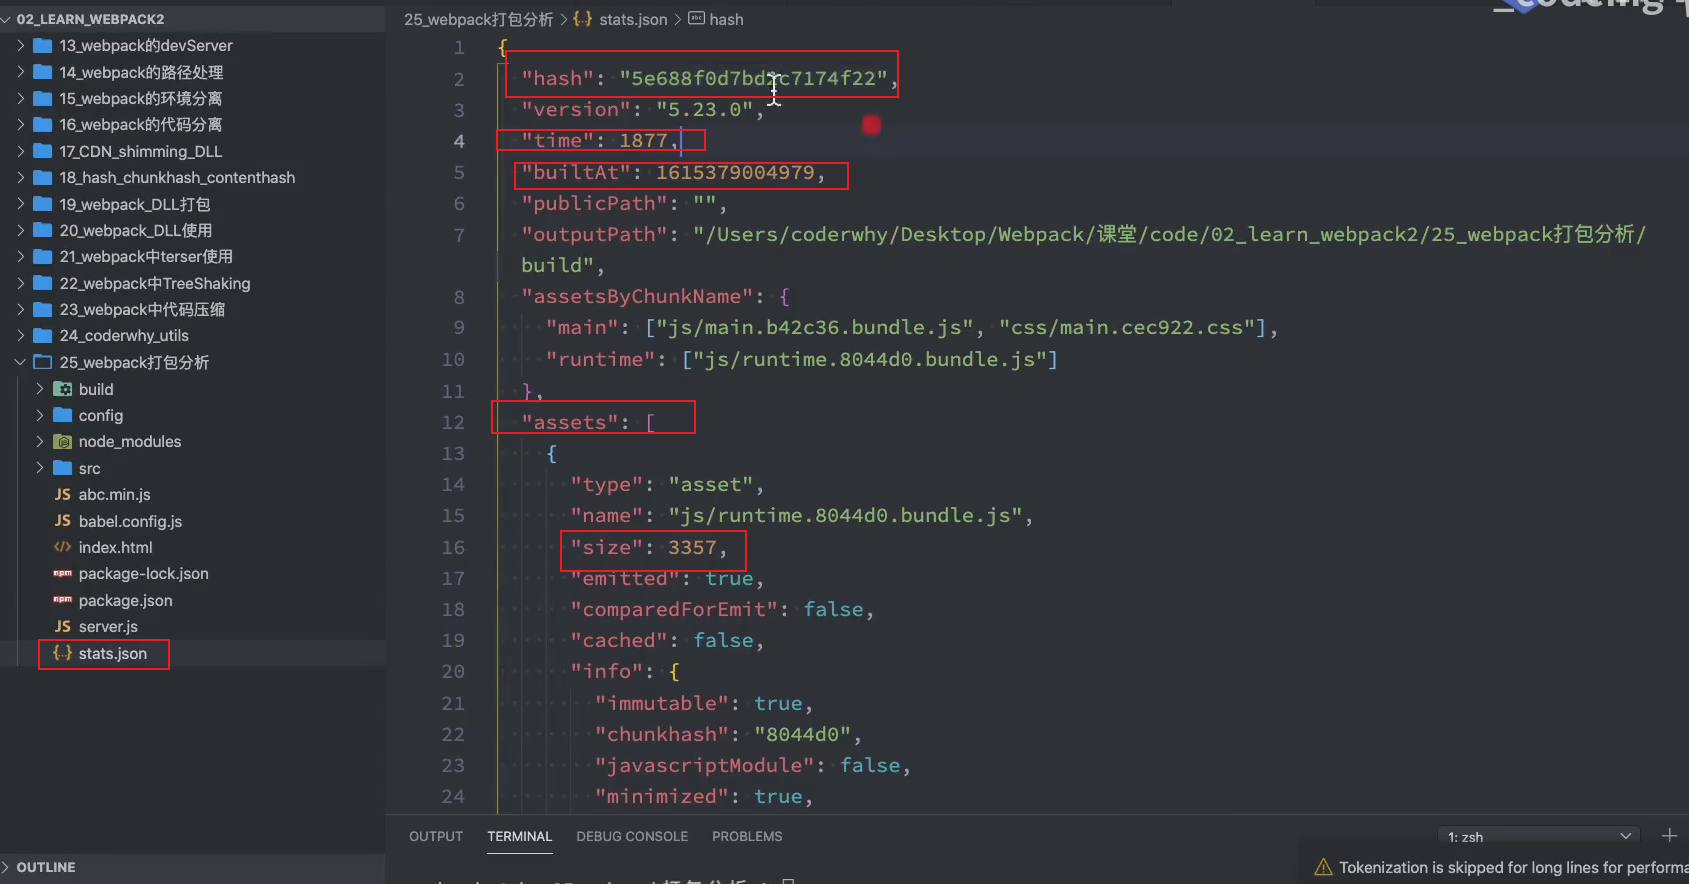 _coding
02_LEARN_WEBPACK2
13_webpack的devServer
14_webpack的路径处理
15_webpack的环境分离
16_webpack的代码分离
17_CDN_shimming_DLL
18_hash_chunkhash_contenthash
19_webpack_DLL打包
20_webpack_DLL使用
21_webpack中terser使用
22_webpack中TreeShaking
23_webpack中代码压缩
24_coderwhy_utils
25_webpack打包分析
build
config
node_modules
src
JS abc.min.js
JS babel.config.js
</> index.html
npm package-lock.json
npm package.json
JS server.js
{..} stats.json
OUTLINE
25_webpack打包分析 > {..} stats.json > abc hash
1 {
2 "hash": "5e688f0d7bd2c7174f22",
3 "version": "5.23.0",
4 "time": 1877,
5 "builtAt": 1615379004979,
6 "publicPath": "",
7 "outputPath": "/Users/coderwhy/Desktop/Webpack/课堂/code/02_learn_webpack2/25_webpack打包分析/
build",
8 "assetsByChunkName": {
9 "main": ["js/main.b42c36.bundle.js", "css/main.cec922.css"],
10 "runtime": ["js/runtime.8044d0.bundle.js"]
11 },
12 "assets": [
13 {
14 "type": "asset",
15 "name": "js/runtime.8044d0.bundle.js",
16 "size": 3357,
17 "emitted": true,
18 "comparedForEmit": false,
19 "cached": false,
20 "info": {
21 "immutable": true,
22 "chunkhash": "8044d0",
23 "javascriptModule": false,
24 "minimized": true,
OUTPUT TERMINAL DEBUG CONSOLE PROBLEMS
1: zsh
Tokenization is skipped for long lines for performa